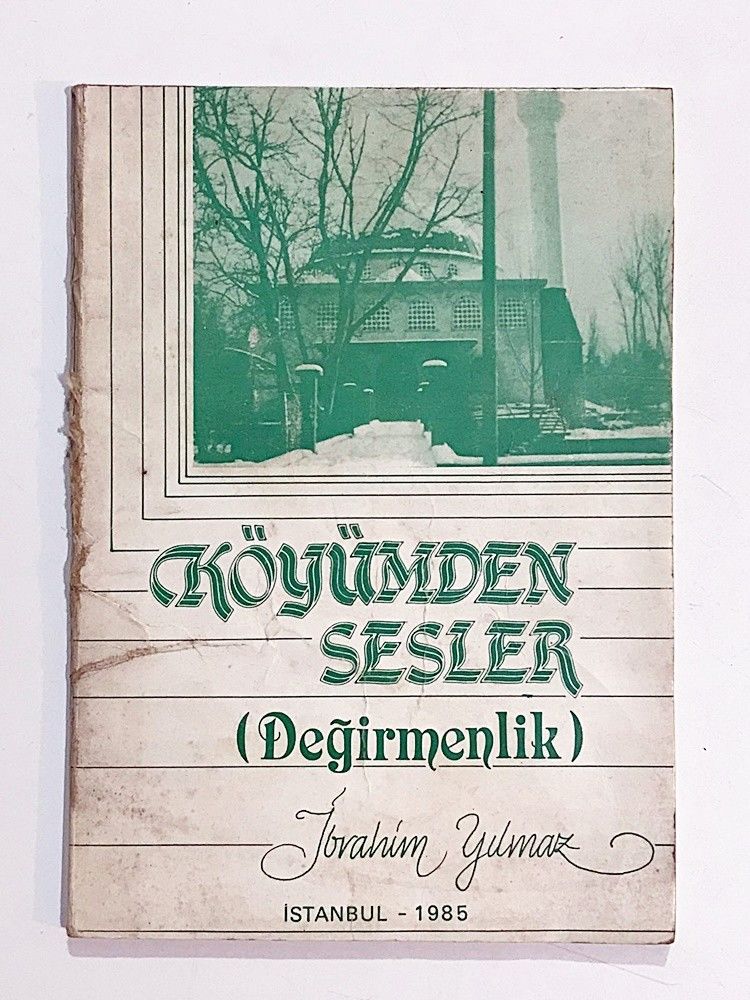 KÖYÜMDEN
SESLER
(Değirmenlik)
İbrahim Yılmaz
İSTANBUL - 1985